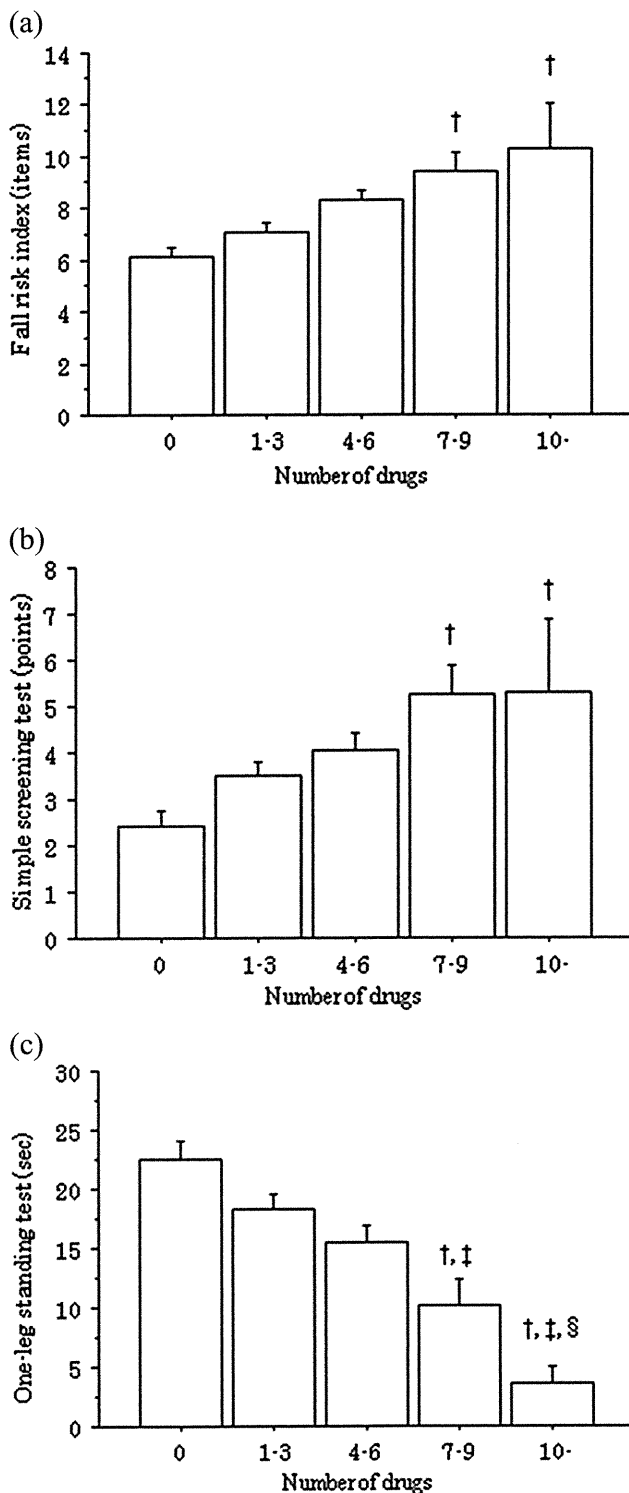 (a)
Fall risk index (items)
14
12
10
8
6
4
2
0
†
†
0 1-3 4-6 7-9 10-
Number of drugs
(b)
Simple screening test (points)
8
7
6
5
4
3
2
1
0
†
†
0 1-3 4-6 7-9 10-
Number of drugs
(c)
One-leg standing test (sec)
30
25
20
15
10
5
0
†, ‡
†, ‡, §
0 1-3 4-6 7-9 10-
Number of drugs